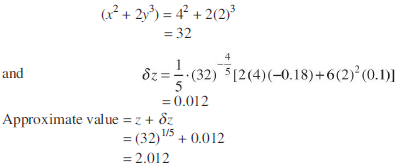 (x² + 2y³) = 4² + 2(2)³
= 32
and δz = 1/5 · (32)^(-4/5) [2(4)(−0.18)+6(2)² (0.1)]
= 0.012
Approximate value = z + δz
= (32)^1/5 + 0.012
= 2.012